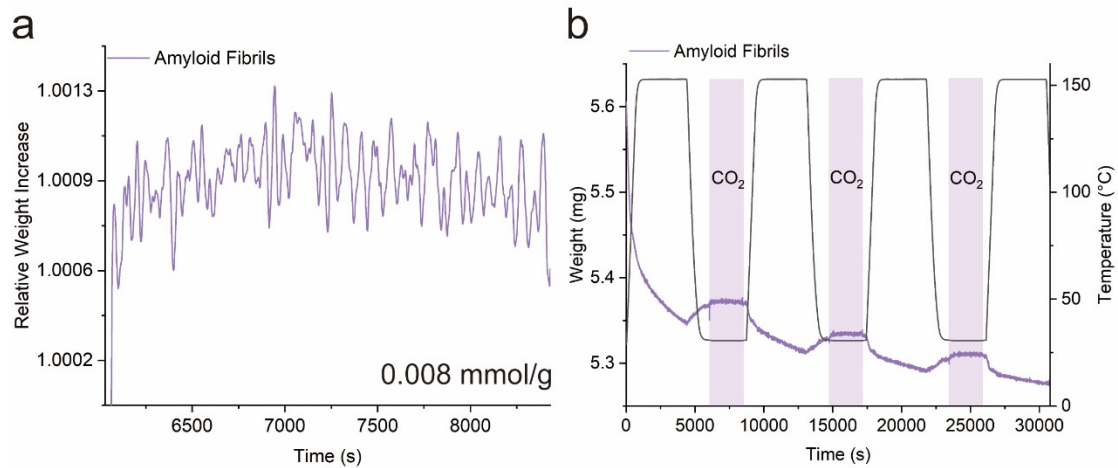 a
Amyloid Fibrils
1.0013
1.0009
1.0006
1.0002
Relative Weight Increase
0.008 mmol/g
6500 7000 7500 8000
Time (s)
b
Amyloid Fibrils
5.6
5.5
5.4
5.3
Weight (mg)
CO₂ CO₂ CO₂
150
100
50
0
Temperature (°C)
0 5000 10000 15000 20000 25000 30000
Time (s)